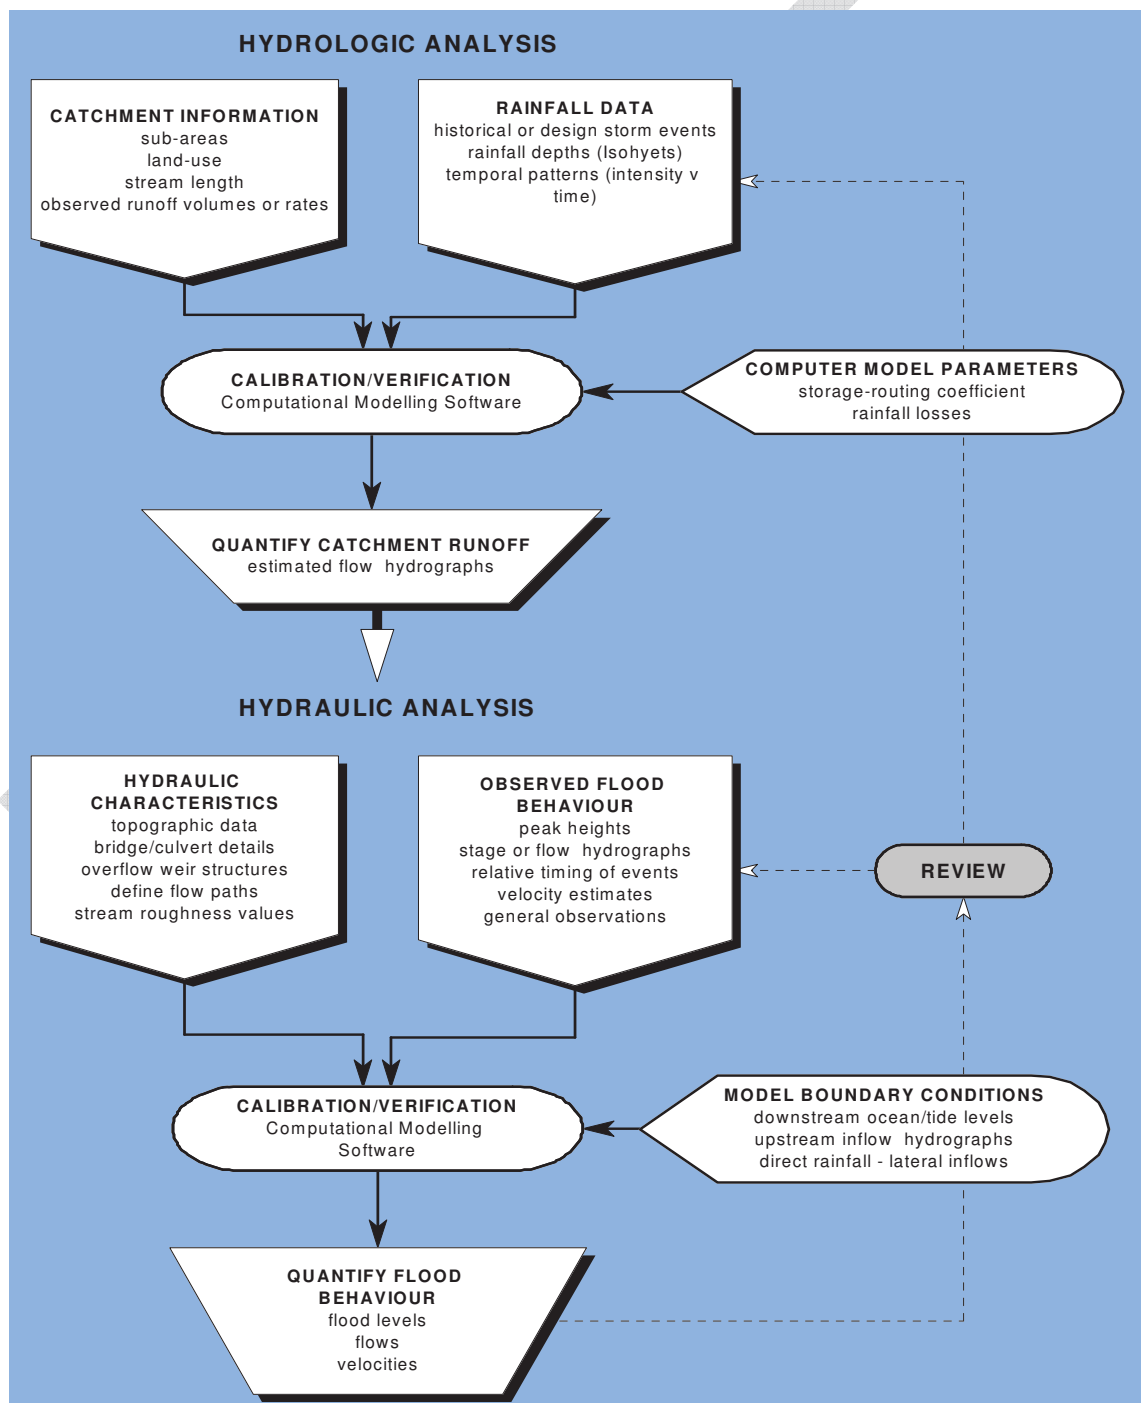 HYDROLOGIC ANALYSIS
CATCHMENT INFORMATION
sub-areas
land-use
stream length
observed runoff volumes or rates
RAINFALL DATA
historical or design storm events
rainfall depths (Isohyets)
temporal patterns (intensity v
time)
CALIBRATION/VERIFICATION
Computational Modelling Software
COMPUTER MODEL PARAMETERS
storage-routing coefficient
rainfall losses
QUANTIFY CATCHMENT RUNOFF
estimated flow hydrographs
HYDRAULIC ANALYSIS
HYDRAULIC
CHARACTERISTICS
topographic data
bridge/culvert details
overflow weir structures
define flow paths
stream roughness values
OBSERVED FLOOD
BEHAVIOUR
peak heights
stage or flow hydrographs
relative timing of events
velocity estimates
general observations
REVIEW
CALIBRATION/VERIFICATION
Computational Modelling
Software
MODEL BOUNDARY CONDITIONS
downstream ocean/tide levels
upstream inflow hydrographs
direct rainfall - lateral inflows
QUANTIFY FLOOD
BEHAVIOUR
flood levels
flows
velocities